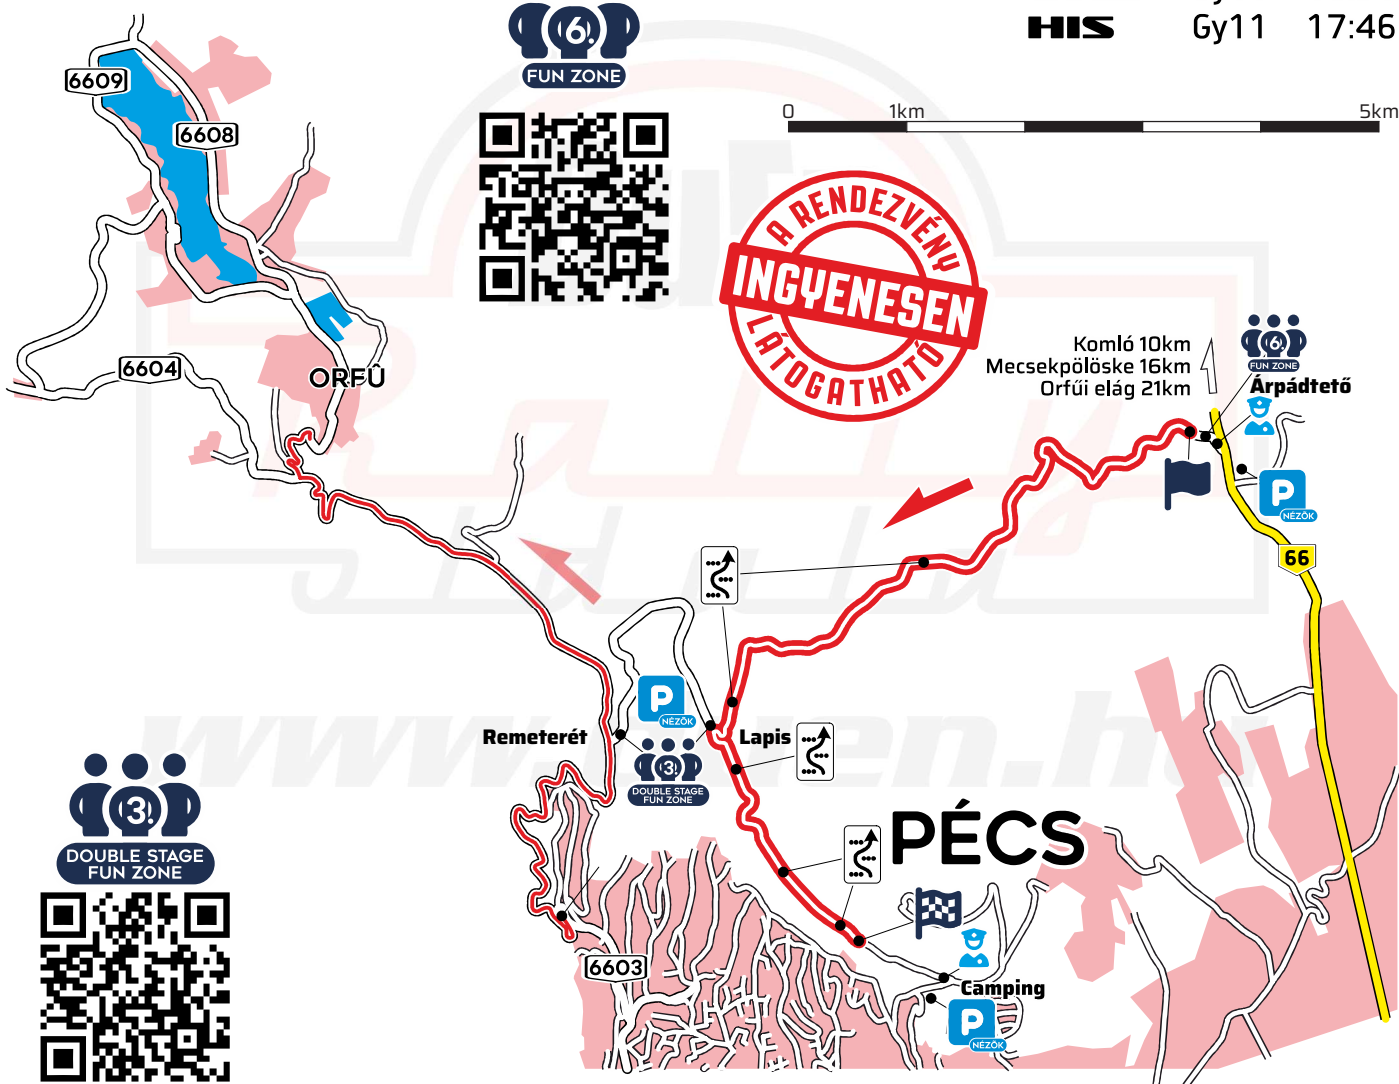 HIS Gy11 17:46
6!
FUN ZONE
0 1km 5km
6609
6608
A RENDEZVÉNY
INGYENESEN
LÁTOGATHATÓ
Komló 10km
Mecsekpölöske 16km
Orfűi elág 21km
6!
FUN ZONE
Árpádtető
6604
ORFŰ
P
NÉZŐK
66
P
NÉZŐK
Remeterét
Lapis
3!
DOUBLE STAGE
FUN ZONE
3!
DOUBLE STAGE
FUN ZONE
PÉCS
6603
Camping
P
NÉZŐK